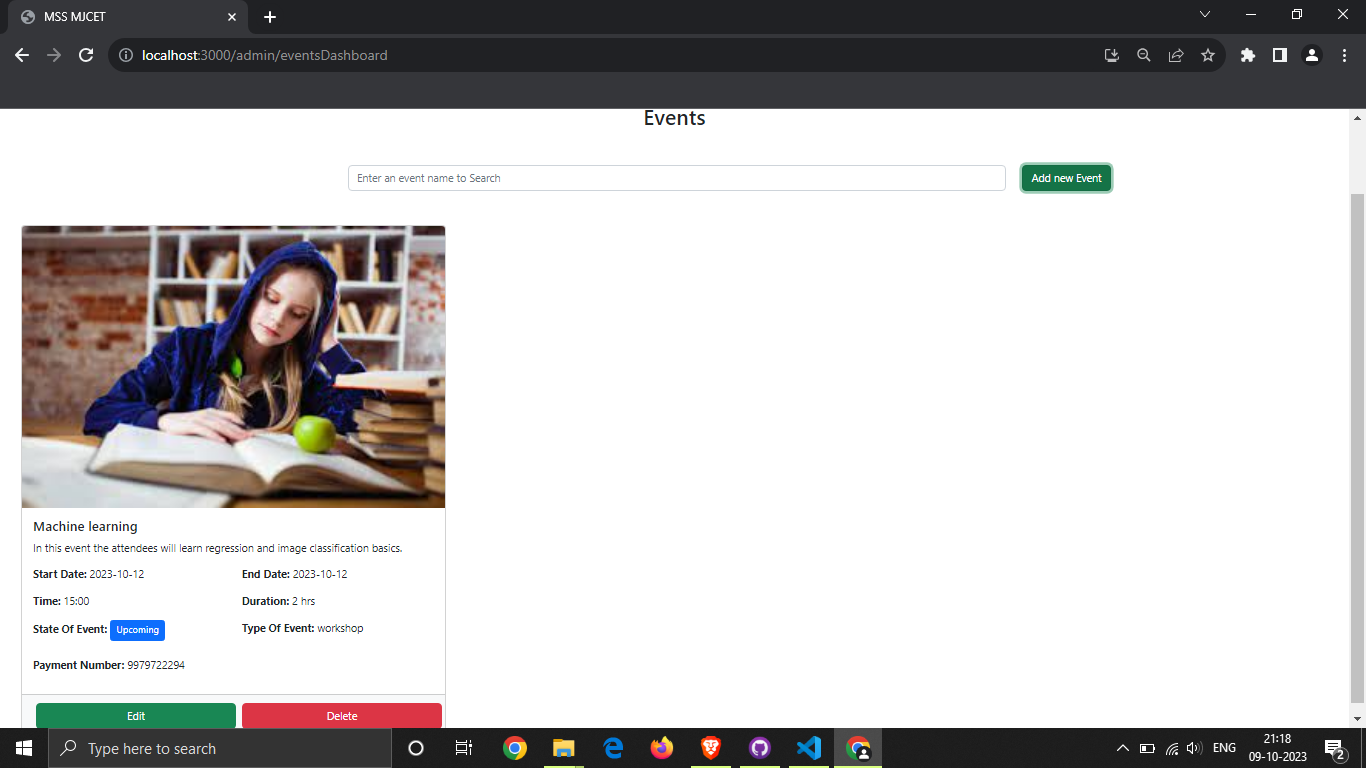 MSS MJCET
localhost:3000/admin/eventsDashboard
Events
Enter an event name to Search
Add new Event
Machine learning
In this event the attendees will learn regression and image classification basics.
Start Date: 2023-10-12 End Date: 2023-10-12
Time: 15:00 Duration: 2 hrs
State Of Event: Upcoming Type Of Event: workshop
Payment Number: 9979722294
Edit Delete
Type here to search
ENG
21:18
09-10-2023
2